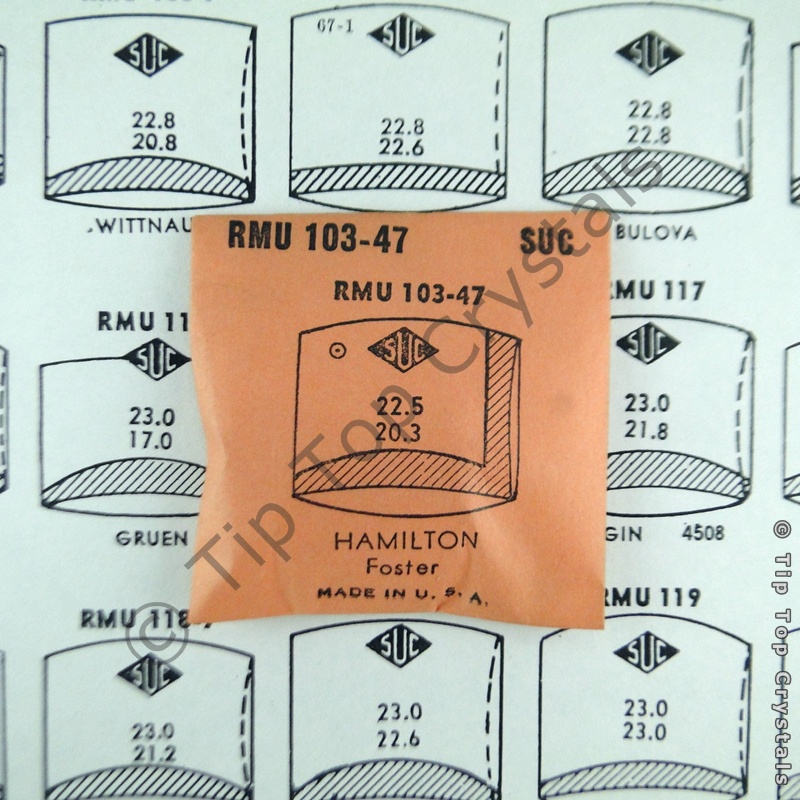 67-1
SUC
SUC
SUC
22.8
20.8
22.8
22.6
22.8
22.8
WITTNAU
BULOVA
RMU 103-47 SUC
RMU 103-47
SUC
22.5
20.3
HAMILTON
Foster
MADE IN U. S. A.
RMU 11
RMU 117
SUC
SUC
23.0
17.0
23.0
21.8
GRUEN
GIN 4508
RMU 118
RMU 119
SUC
SUC
SUC
23.0
21.2
23.0
22.6
23.0
23.0
© Tip Top Crystals
© Tip Top Crystals